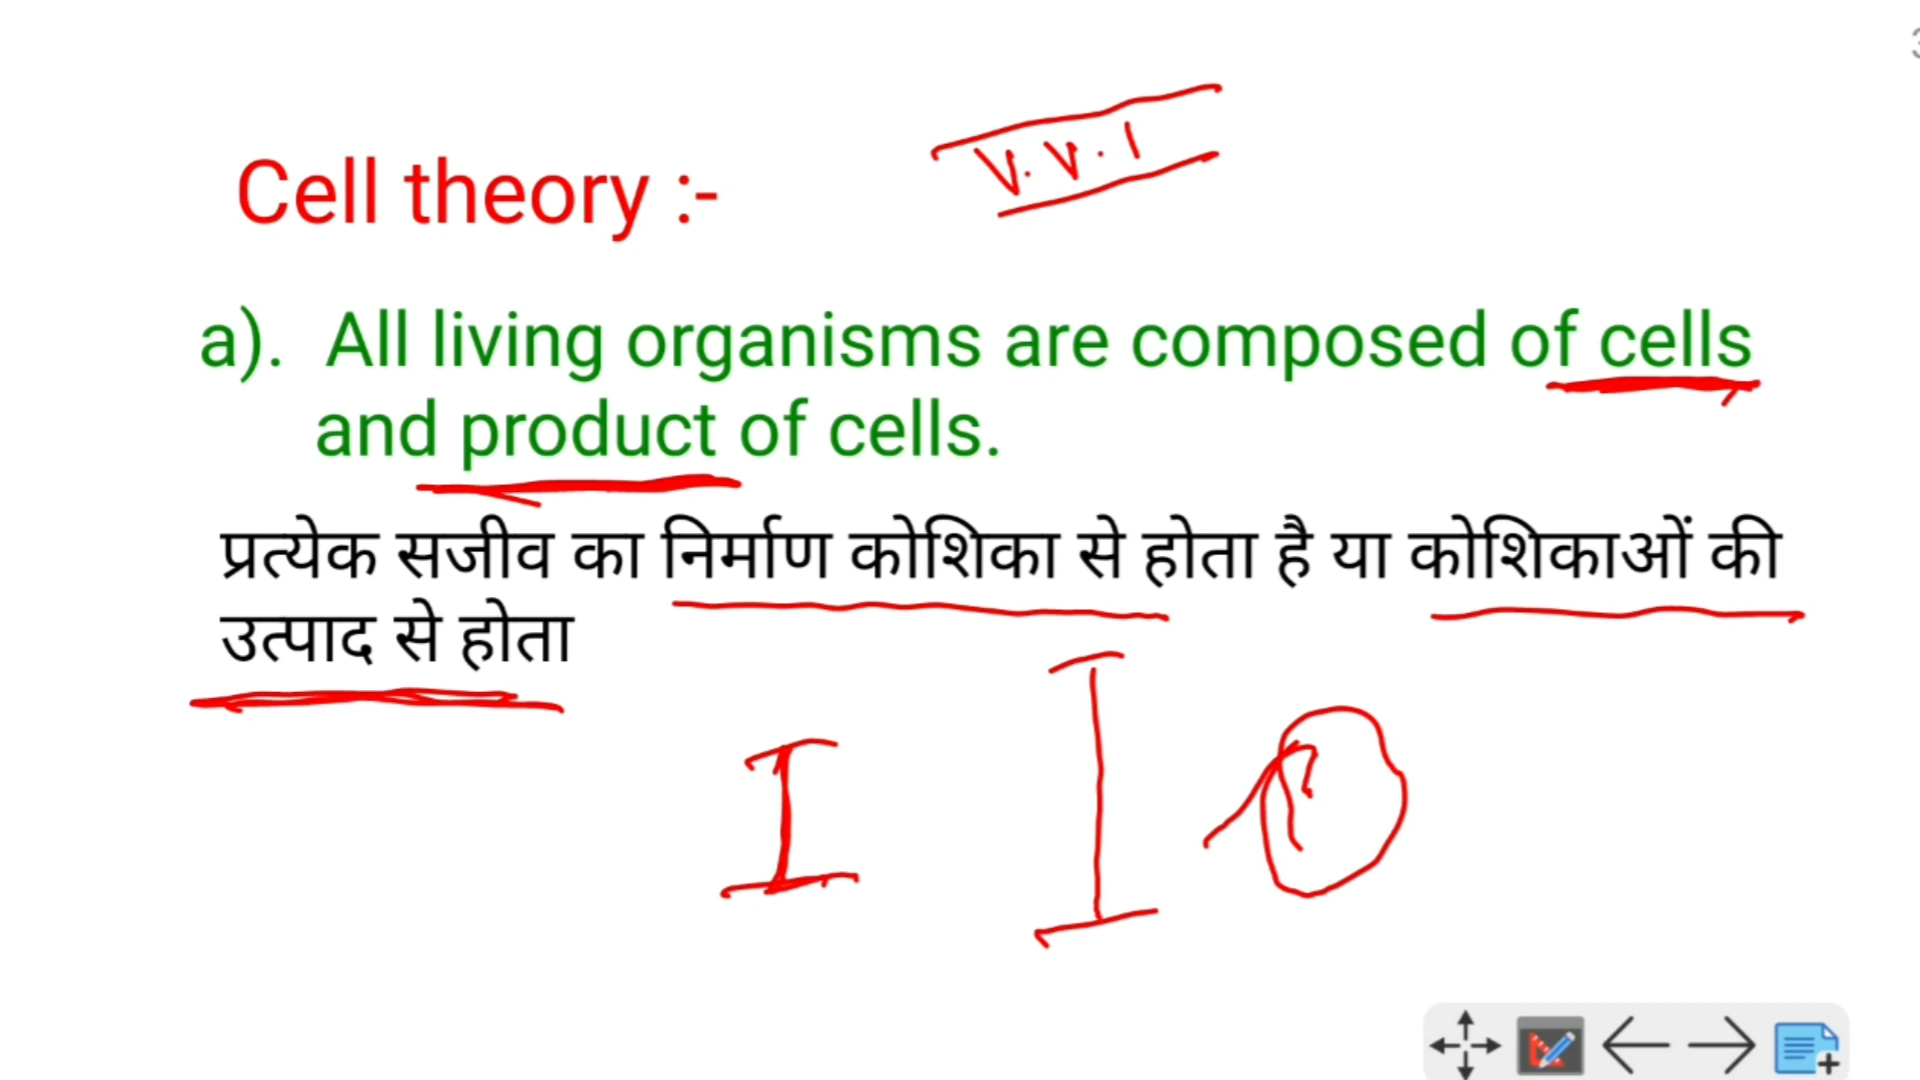 V.V.I
Cell theory :-
a). All living organisms are composed of cells
and product of cells.
प्रत्येक सजीव का निर्माण कोशिका से होता है या कोशिकाओं की
उत्पाद से होता
I I